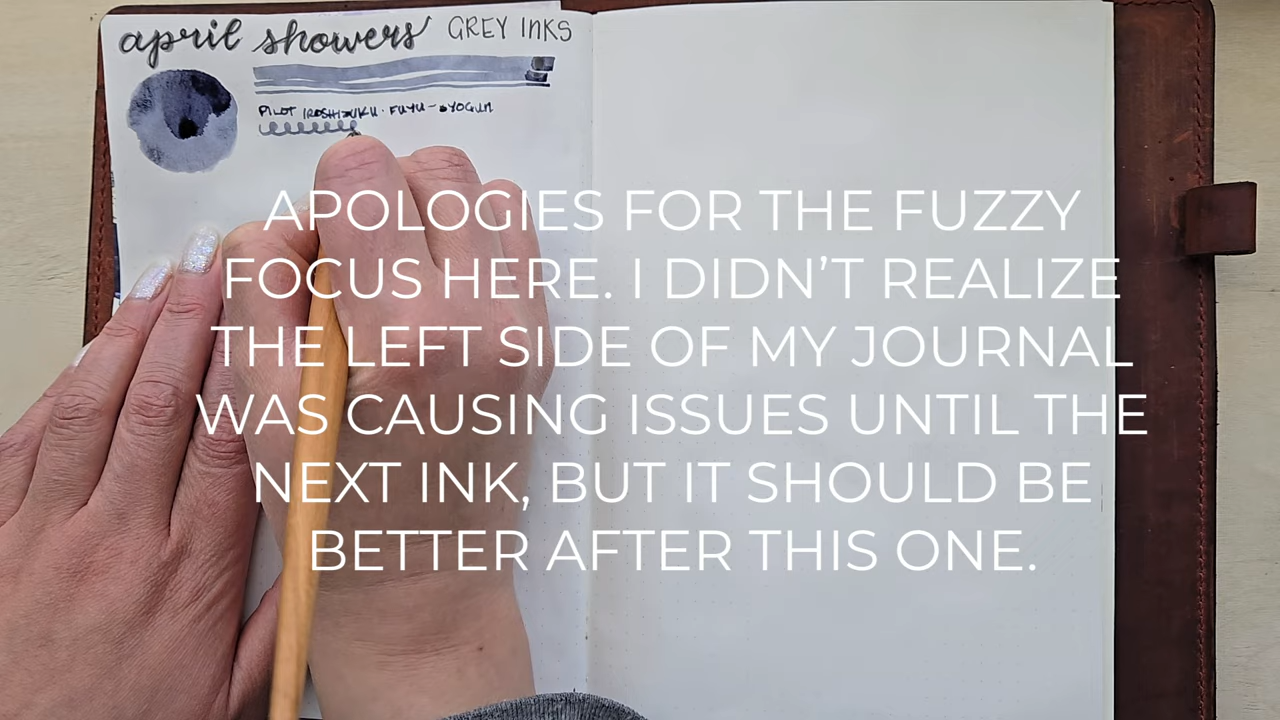 april showers GREY INKS
PILOT IROSHIZUKU · FUYU-SYOGUN
APOLOGIES FOR THE FUZZY
FOCUS HERE. I DIDN'T REALIZE
THE LEFT SIDE OF MY JOURNAL
WAS CAUSING ISSUES UNTIL THE
NEXT INK, BUT IT SHOULD BE
BETTER AFTER THIS ONE.